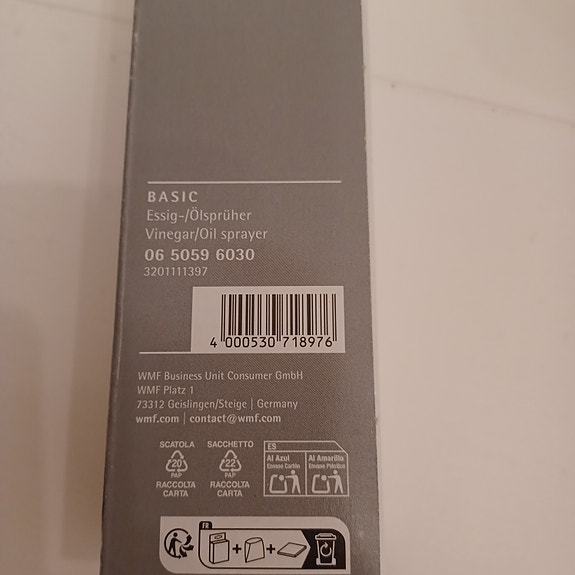 BASIC
Essig-/Ölsprüher
Vinegar/Oil sprayer
06 5059 6030
3201111397
4 000530 718976
WMF Business Unit Consumer GmbH
WMF Platz 1
73312 Geislingen/Steige | Germany
wmf.com | contact@wmf.com
SCATOLA
20
PAP
RACCOLTA
CARTA
SACCHETTO
22
PAP
RACCOLTA
CARTA
ES
Al Azul
Envase Cartón
Al Amarillo
Envase Plástico
FR